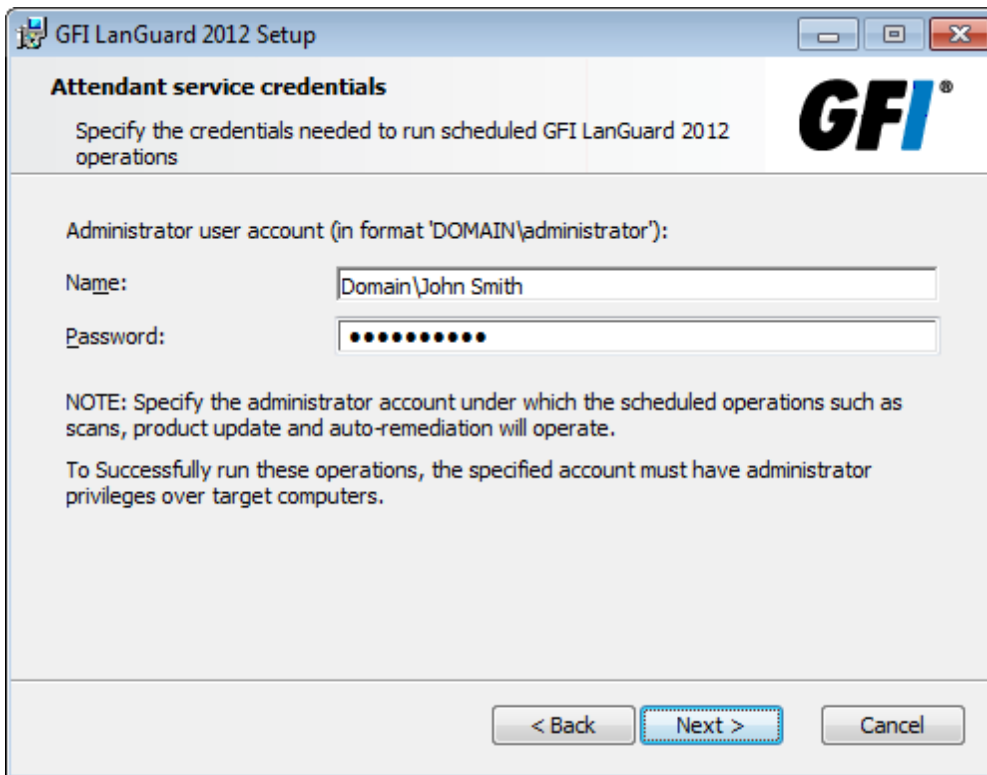 GFI LanGuard 2012 Setup
Attendant service credentials
Specify the credentials needed to run scheduled GFI LanGuard 2012
operations
GFI®
Administrator user account (in format 'DOMAIN\administrator'):
Name: Domain\John Smith
Password: ●●●●●●●●●●
NOTE: Specify the administrator account under which the scheduled operations such as
scans, product update and auto-remediation will operate.
To Successfully run these operations, the specified account must have administrator
privileges over target computers.
< Back Next > Cancel